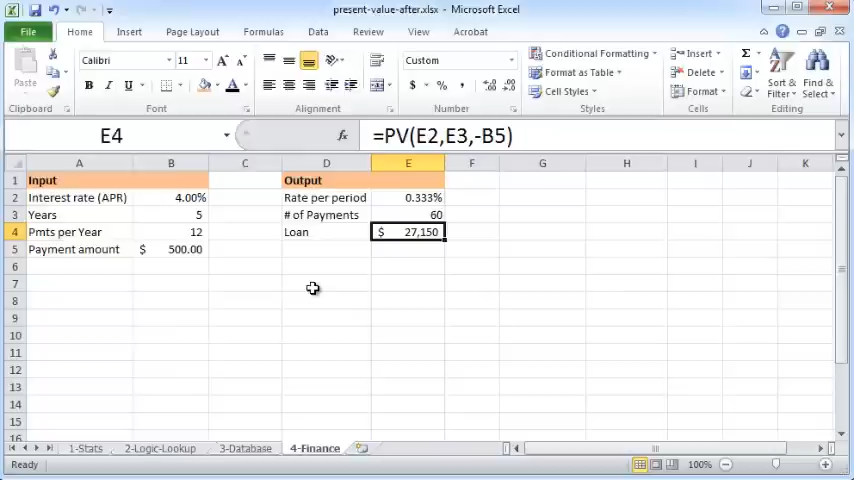 present-value-after.xlsx - Microsoft Excel
File Home Insert Page Layout Formulas Data Review View Acrobat
Paste
Calibri 11 A A
B I U A
Custom
$ % , .00 .0
Conditional Formatting
Format as Table
Cell Styles
Insert
Delete
Format
Σ
Sort & Filter
Find & Select
Clipboard Font Alignment Number Styles Cells Editing
E4 fx =PV(E2,E3,-B5)
A B C D E F G H I J K
1 Input Output
2 Interest rate (APR) 4.00% Rate per period 0.333%
3 Years 5 # of Payments 60
4 Pmts per Year 12 Loan $ 27,150
5 Payment amount $ 500.00
6
7
8
9
10
11
12
13
14
15
16
1-Stats 2-Logic-Lookup 3-Database 4-Finance
Ready 100%